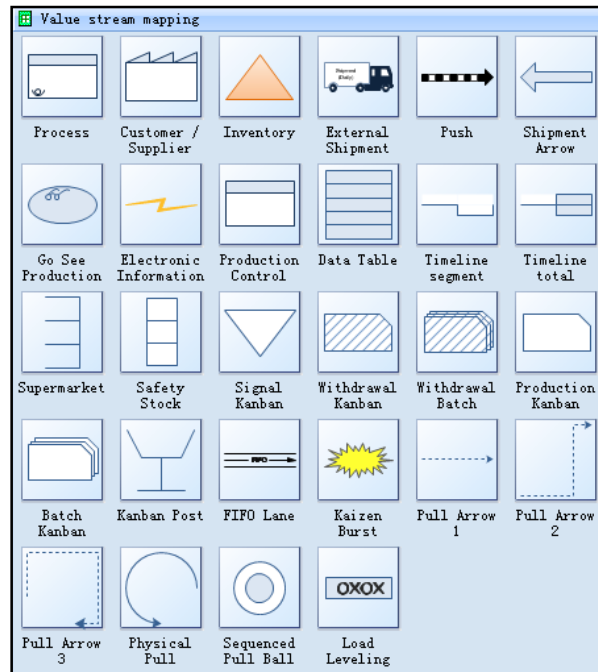 Value stream mapping
Shipment
(Daily)
Process
Customer /
Supplier
Inventory
External
Shipment
Push
Shipment
Arrow
Go See
Production
Electronic
Information
Production
Control
Data Table
Timeline
segment
Timeline
total
Supermarket
Safety
Stock
Signal
Kanban
Withdrawal
Kanban
Withdrawal
Batch
Production
Kanban
FIFO
Batch
Kanban
Kanban Post
FIFO Lane
Kaizen
Burst
Pull Arrow
1
Pull Arrow
2
OXOX
Pull Arrow
3
Physical
Pull
Sequenced
Pull Ball
Load
Leveling